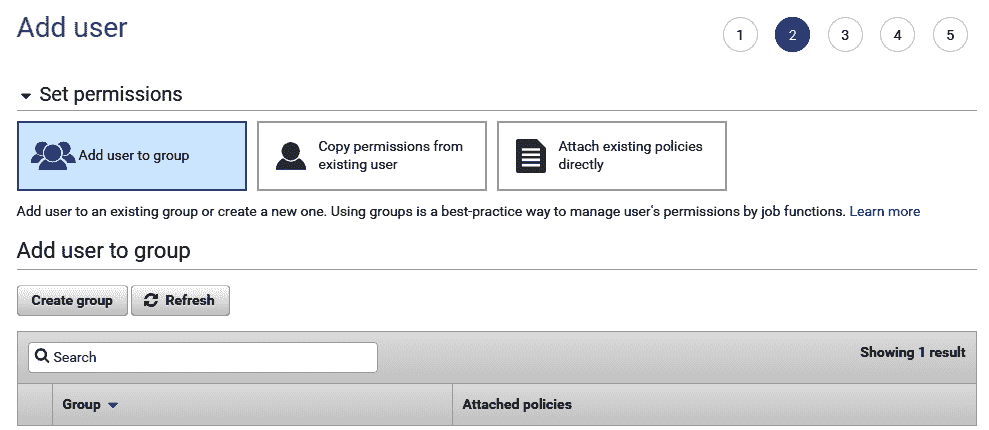 Add user
1 2 3 4 5
Set permissions
Add user to group
Copy permissions from
existing user
Attach existing policies
directly
Add user to an existing group or create a new one. Using groups is a best-practice way to manage user's permissions by job functions. Learn more
Add user to group
Create group Refresh
Search
Showing 1 result
Group Attached policies